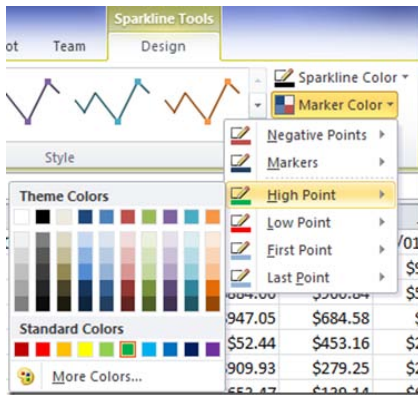 Sparkline Tools
ot Team Design
Sparkline Color
Marker Color
Style
Negative Points
Markers
High Point
Low Point
First Point
Last Point
Theme Colors
Standard Colors
More Colors...
/01
$947.05 $684.58
$52.44 $453.16
$909.93 $279.25